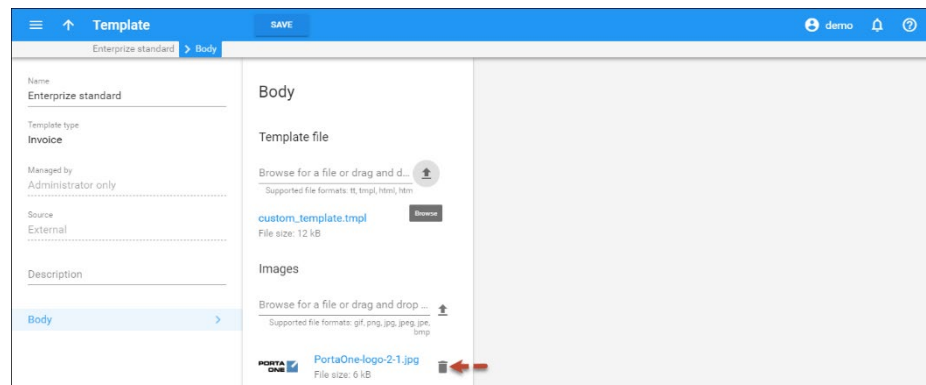 Template
SAVE
demo
Enterprize standard
Body
Name
Enterprize standard
Template type
Invoice
Managed by
Administrator only
Source
External
Description
Body
Body
Template file
Browse for a file or drag and d...
Supported file formats: tt, tmpl, html, htm
Browse
custom_template.tmpl
File size: 12 kB
Images
Browse for a file or drag and drop ...
Supported file formats: gif, png, jpg, jpeg, jpe,
bmp
PORTA
ONE
PortaOne-logo-2-1.jpg
File size: 6 kB